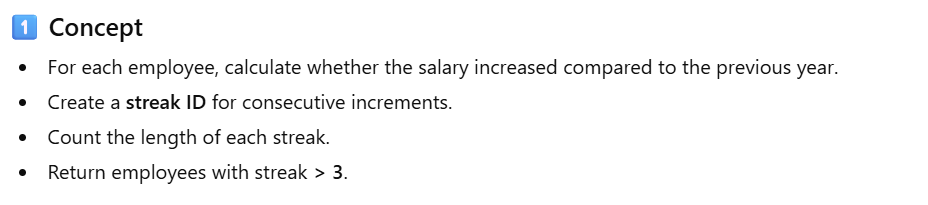 1 Concept
• For each employee, calculate whether the salary increased compared to the previous year.
• Create a streak ID for consecutive increments.
• Count the length of each streak.
• Return employees with streak > 3.